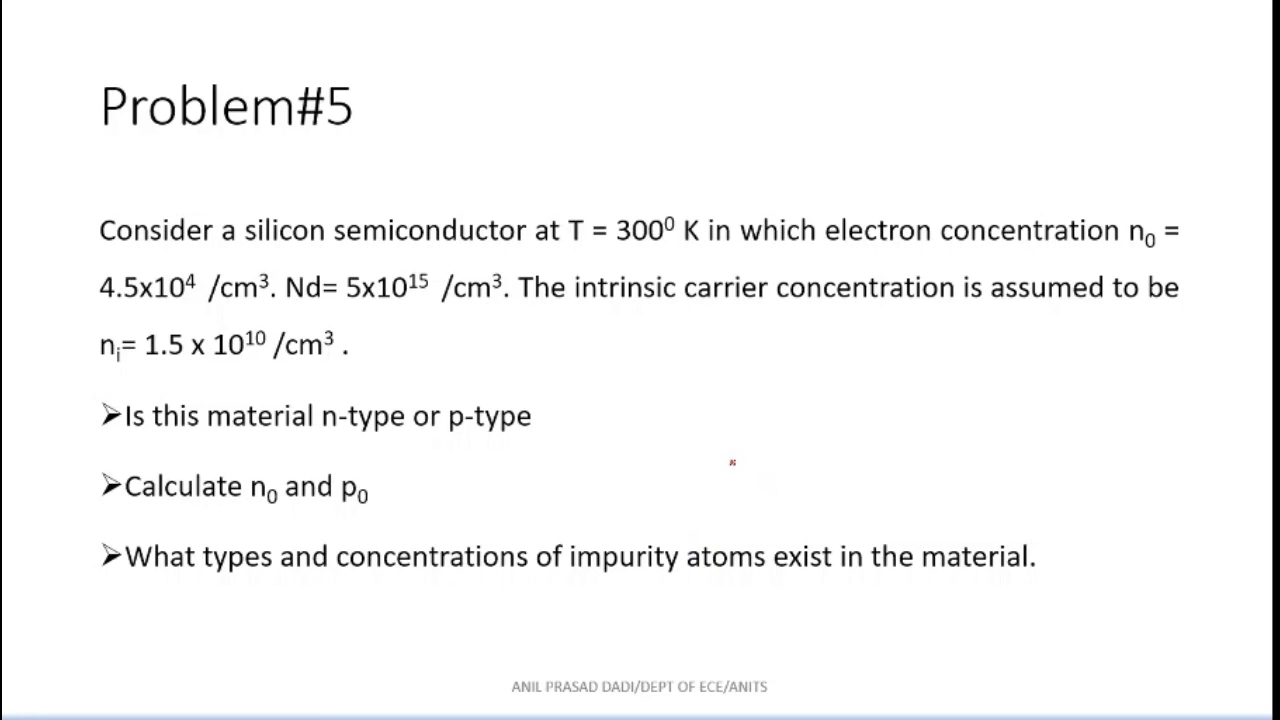 Problem#5
Consider a silicon semiconductor at T = 300⁰ K in which electron concentration n₀ =
4.5x10⁴ /cm³. Nd= 5x10¹⁵ /cm³. The intrinsic carrier concentration is assumed to be
nᵢ= 1.5 x 10¹⁰ /cm³ .
➢Is this material n-type or p-type
➢Calculate n₀ and p₀
➢What types and concentrations of impurity atoms exist in the material.
ANIL PRASAD DADI/DEPT OF ECE/ANITS